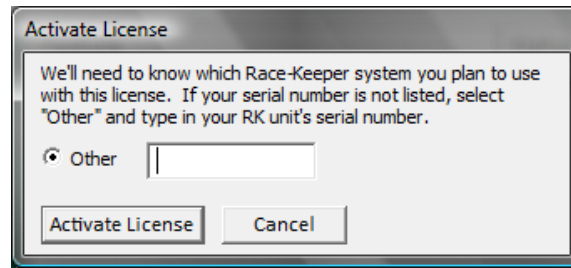 Activate License
We'll need to know which Race-Keeper system you plan to use
with this license.  If your serial number is not listed, select
"Other" and type in your RK unit's serial number.
Other
Activate License
Cancel